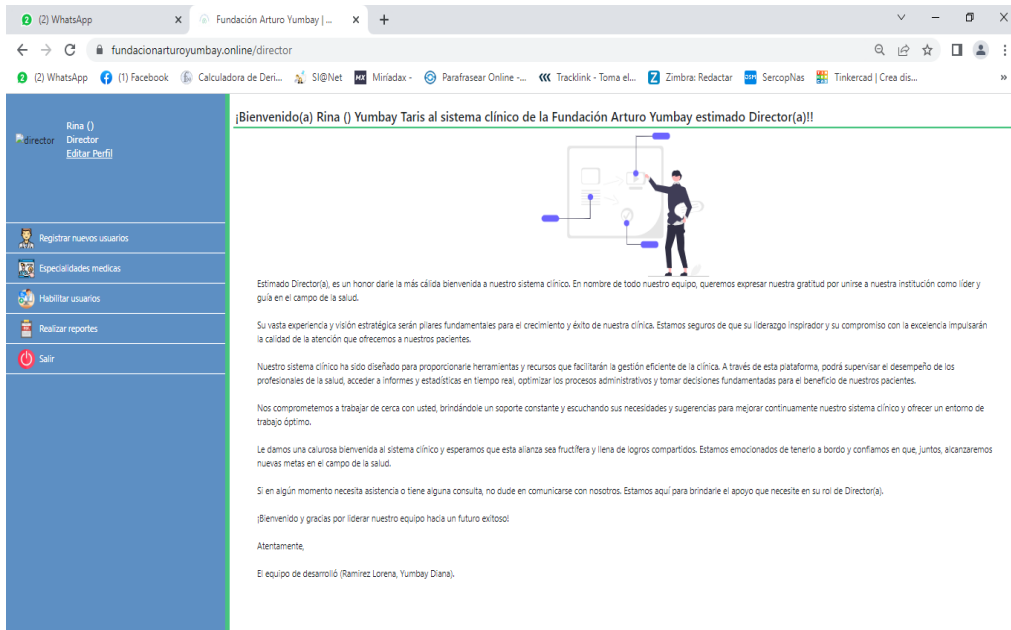 (2) WhatsApp
Fundación Arturo Yumbay | ...
fundacionarturoyumbay.online/director
(2) WhatsApp
(1) Facebook
Calculadora de Deri...
SI@Net
MX
Miríadax -
Parafrasear Online -...
Tracklink - Toma el...
Zimbra: Redactar
SercopNas
Tinkercad | Crea dis...
»
director
Rina ()
Director
Editar Perfil
Registrar nuevos usuarios
Especialidades medicas
Habilitar usuarios
Realizar reportes
Salir
¡Bienvenido(a) Rina () Yumbay Taris al sistema clínico de la Fundación Arturo Yumbay estimado Director(a)!!
Estimado Director(a), es un honor darle la más cálida bienvenida a nuestro sistema clínico. En nombre de todo nuestro equipo, queremos expresar nuestra gratitud por unirse a nuestra institución como líder y
guía en el campo de la salud.
Su vasta experiencia y visión estratégica serán pilares fundamentales para el crecimiento y éxito de nuestra clínica. Estamos seguros de que su liderazgo inspirador y su compromiso con la excelencia impulsarán
la calidad de la atención que ofrecemos a nuestros pacientes.
Nuestro sistema clínico ha sido diseñado para proporcionarle herramientas y recursos que facilitarán la gestión eficiente de la clínica. A través de esta plataforma, podrá supervisar el desempeño de los
profesionales de la salud, acceder a informes y estadísticas en tiempo real, optimizar los procesos administrativos y tomar decisiones fundamentadas para el beneficio de nuestros pacientes.
Nos comprometemos a trabajar de cerca con usted, brindándole un soporte constante y escuchando sus necesidades y sugerencias para mejorar continuamente nuestro sistema clínico y ofrecer un entorno de
trabajo óptimo.
Le damos una calurosa bienvenida al sistema clínico y esperamos que esta alianza sea fructífera y llena de logros compartidos. Estamos emocionados de tenerlo a bordo y confiamos en que, juntos, alcanzaremos
nuevas metas en el campo de la salud.
Si en algún momento necesita asistencia o tiene alguna consulta, no dude en comunicarse con nosotros. Estamos aquí para brindarle el apoyo que necesite en su rol de Director(a).
¡Bienvenido y gracias por liderar nuestro equipo hacia un futuro exitoso!
Atentamente,
El equipo de desarrolló (Ramirez Lorena, Yumbay Diana).